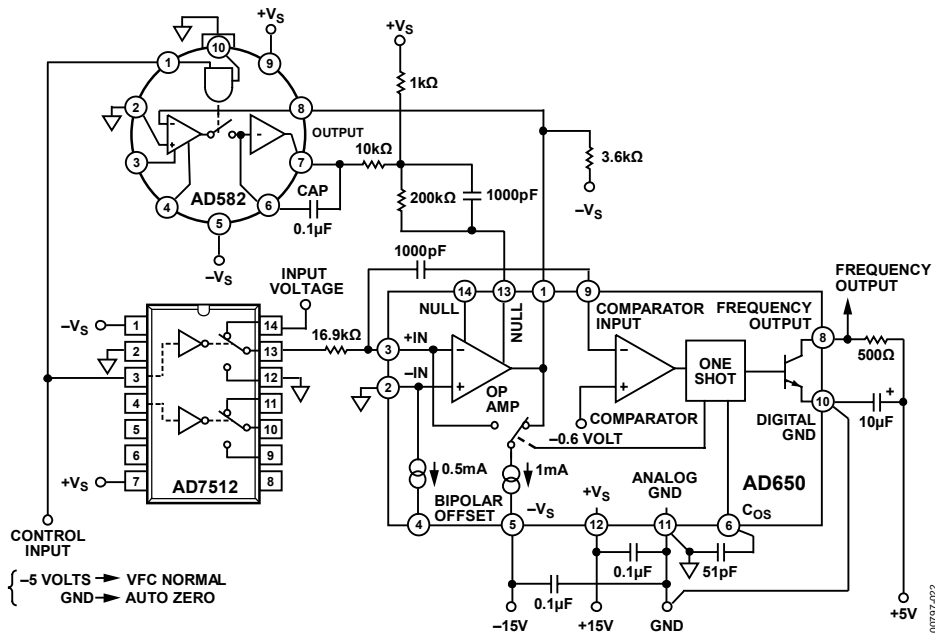 +VS
+VS
10
1
9
1kΩ
2
8
OUTPUT
10kΩ
3.6kΩ
3
7
200kΩ
1000pF
–VS
AD582
CAP
4
6
5
0.1µF
–VS
1000pF
INPUT
VOLTAGE
FREQUENCY
OUTPUT
14
13
1
9
NULL
NULL
COMPARATOR
INPUT
FREQUENCY
OUTPUT
–VS
1
14
16.9kΩ
2
13
3
+IN
–
8
500Ω
3
12
2
–IN
+
OP
AMP
–
+
ONE
SHOT
4
11
COMPARATOR
10
+
10µF
5
10
–0.6 VOLT
DIGITAL
GND
6
9
0.5mA
1mA
ANALOG
GND
+VS
7
8
+VS
AD7512
BIPOLAR
OFFSET
–VS
AD650
COS
4
5
12
11
6
CONTROL
INPUT
0.1µF
51pF
–5 VOLTS
VFC NORMAL
GND
AUTO ZERO
0.1µF
–15V
+15V
GND
+5V
00797-022